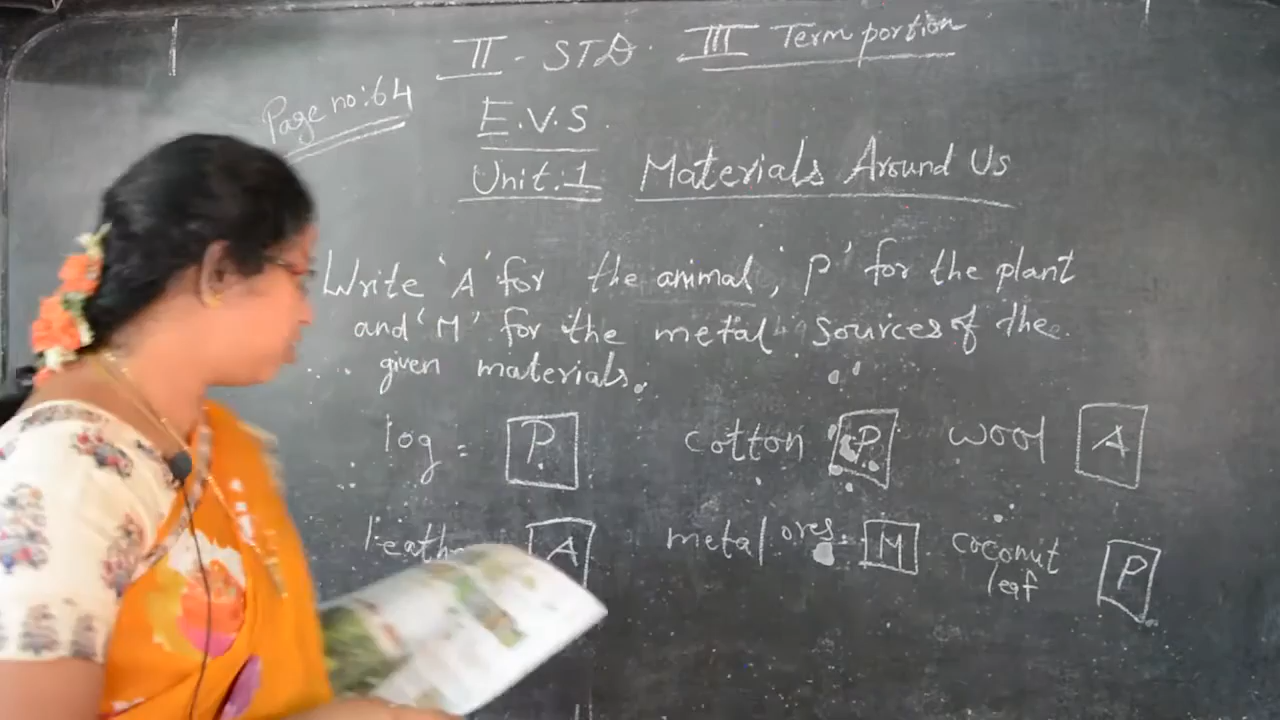 II - STD. III Term portion
Page no: 64
E.V.S.
Unit: 1 Materials Around Us
Write 'A' for the animal, 'P' for the plant
and 'M' for the metal sources of the
given materials.
log = P cotton P wool A
A metal ores = M coconut leaf P